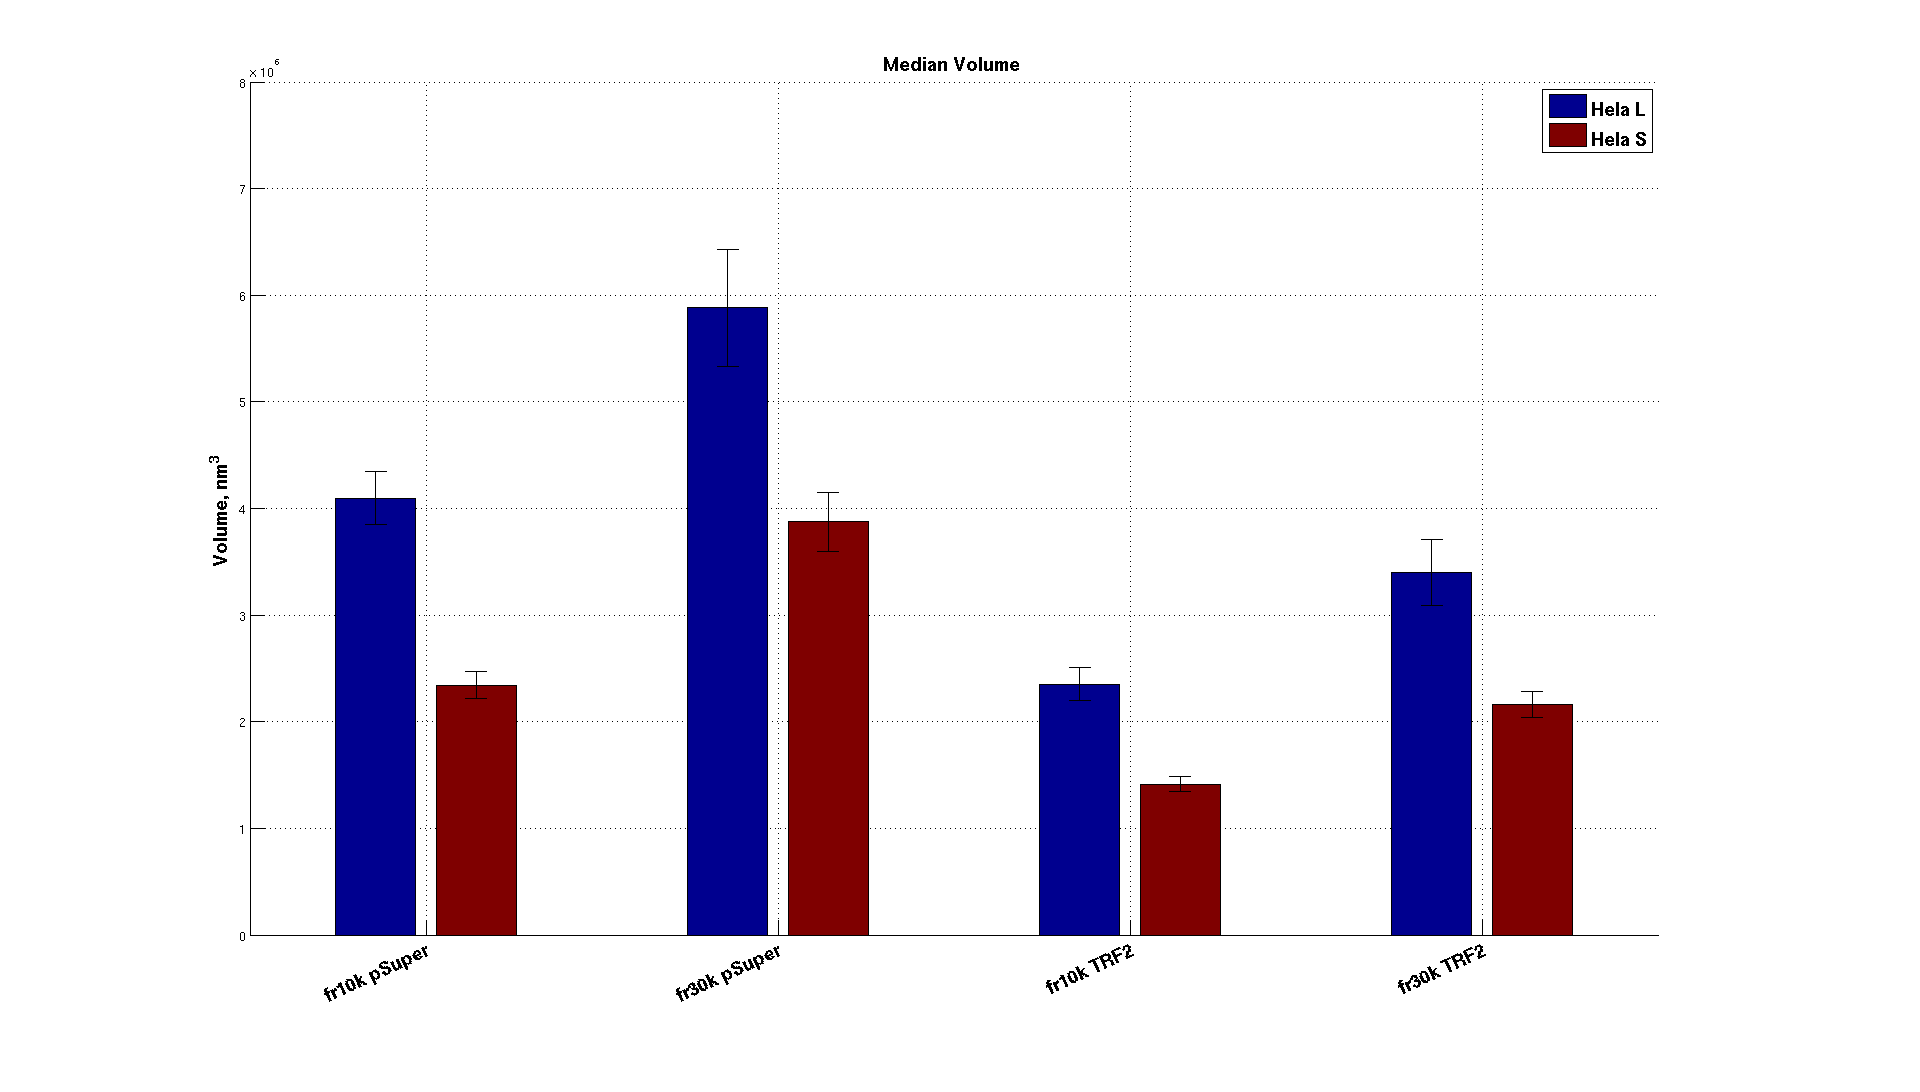 Median Volume
×10⁶
8
7
6
5
4
3
2
1
0
Volume, nm³
Hela L
Hela S
fr10k pSuper
fr30k pSuper
fr10k TRF2
fr30k TRF2